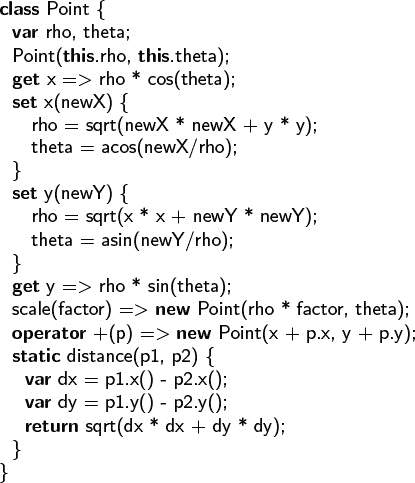 class Point {
var rho, theta;
Point(this.rho, this.theta);
get x => rho * cos(theta);
set x(newX) {
rho = sqrt(newX * newX + y * y);
theta = acos(newX/rho);
}
set y(newY) {
rho = sqrt(x * x + newY * newY);
theta = asin(newY/rho);
}
get y => rho * sin(theta);
scale(factor) => new Point(rho * factor, theta);
operator +(p) => new Point(x + p.x, y + p.y);
static distance(p1, p2) {
var dx = p1.x() - p2.x();
var dy = p1.y() - p2.y();
return sqrt(dx * dx + dy * dy);
}
}